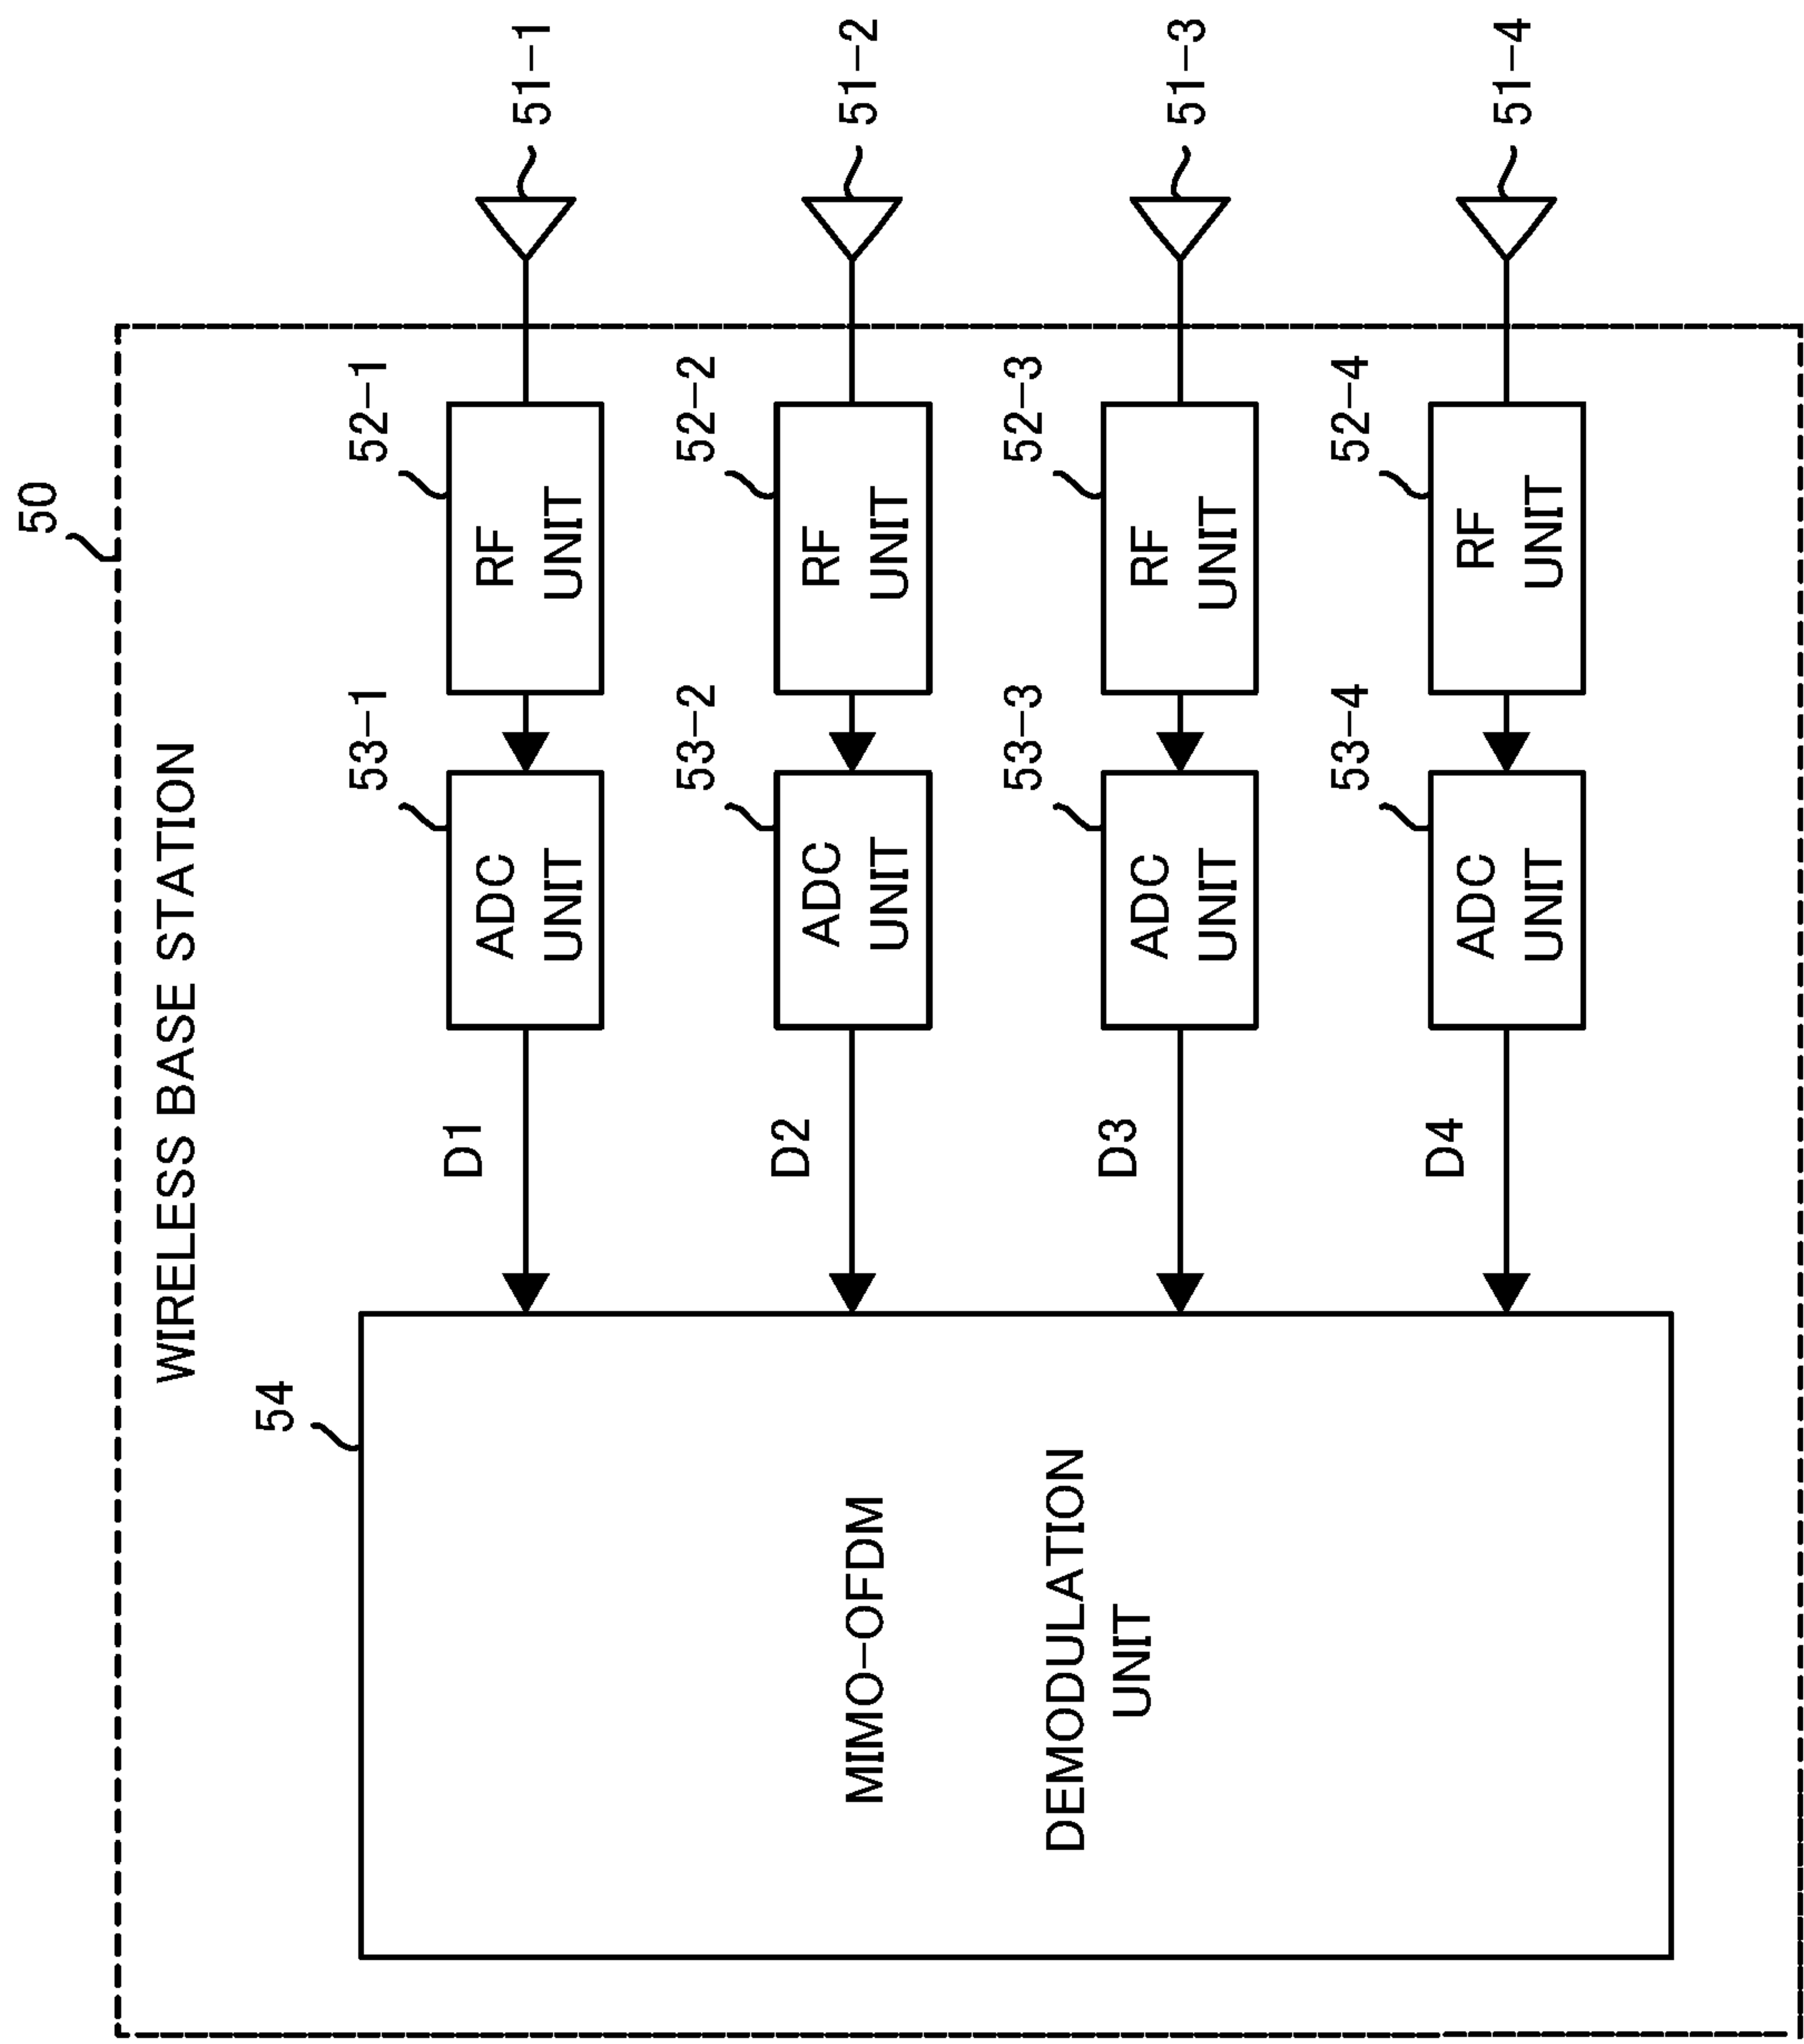 50
WIRELESS BASE STATION
51-1
52-1
RF
UNIT
53-1
ADC
UNIT
D1
51-2
52-2
RF
UNIT
53-2
ADC
UNIT
D2
51-3
52-3
RF
UNIT
53-3
ADC
UNIT
D3
51-4
52-4
RF
UNIT
53-4
ADC
UNIT
D4
54
MIMO-OFDM
DEMODULATION
UNIT